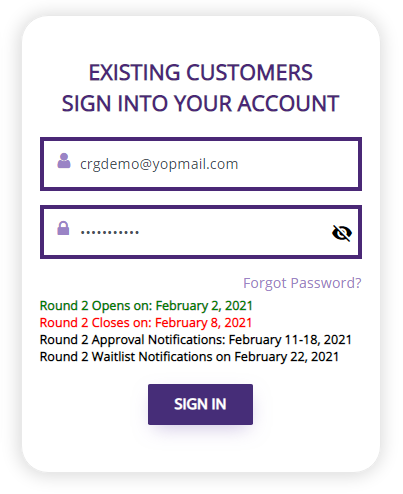 EXISTING CUSTOMERS
SIGN INTO YOUR ACCOUNT
crgdemo@yopmail.com
•••••••••••
Forgot Password?
Round 2 Opens on: February 2, 2021
Round 2 Closes on: February 8, 2021
Round 2 Approval Notifications: February 11-18, 2021
Round 2 Waitlist Notifications on February 22, 2021
SIGN IN